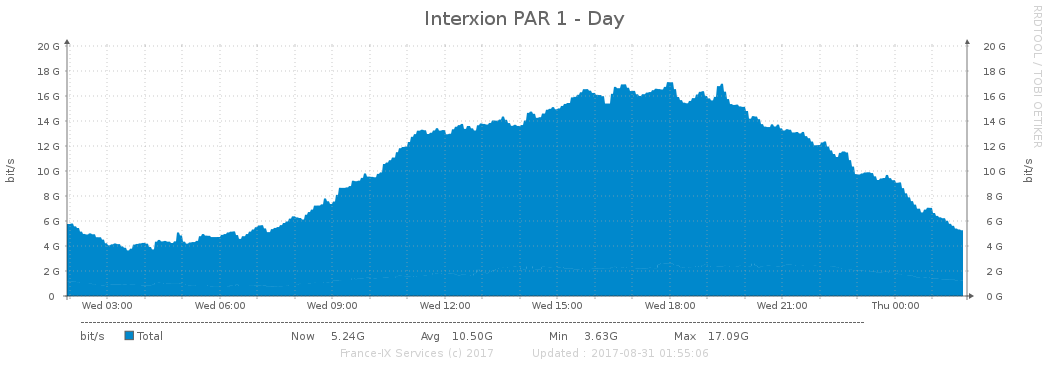 Interxion PAR 1 - Day
RRDTOOL / TOBI OETIKER
bit/s
20 G 20 G
18 G 18 G
16 G 16 G
14 G 14 G
12 G 12 G
10 G 10 G
8 G 8 G
6 G 6 G
4 G 4 G
2 G 2 G
0 0 G
bit/s
Wed 03:00 Wed 06:00 Wed 09:00 Wed 12:00 Wed 15:00 Wed 18:00 Wed 21:00 Thu 00:00
bit/s Total Now 5.24G Avg 10.50G Min 3.63G Max 17.09G
France-IX Services (c) 2017 Updated : 2017-08-31 01:55:06